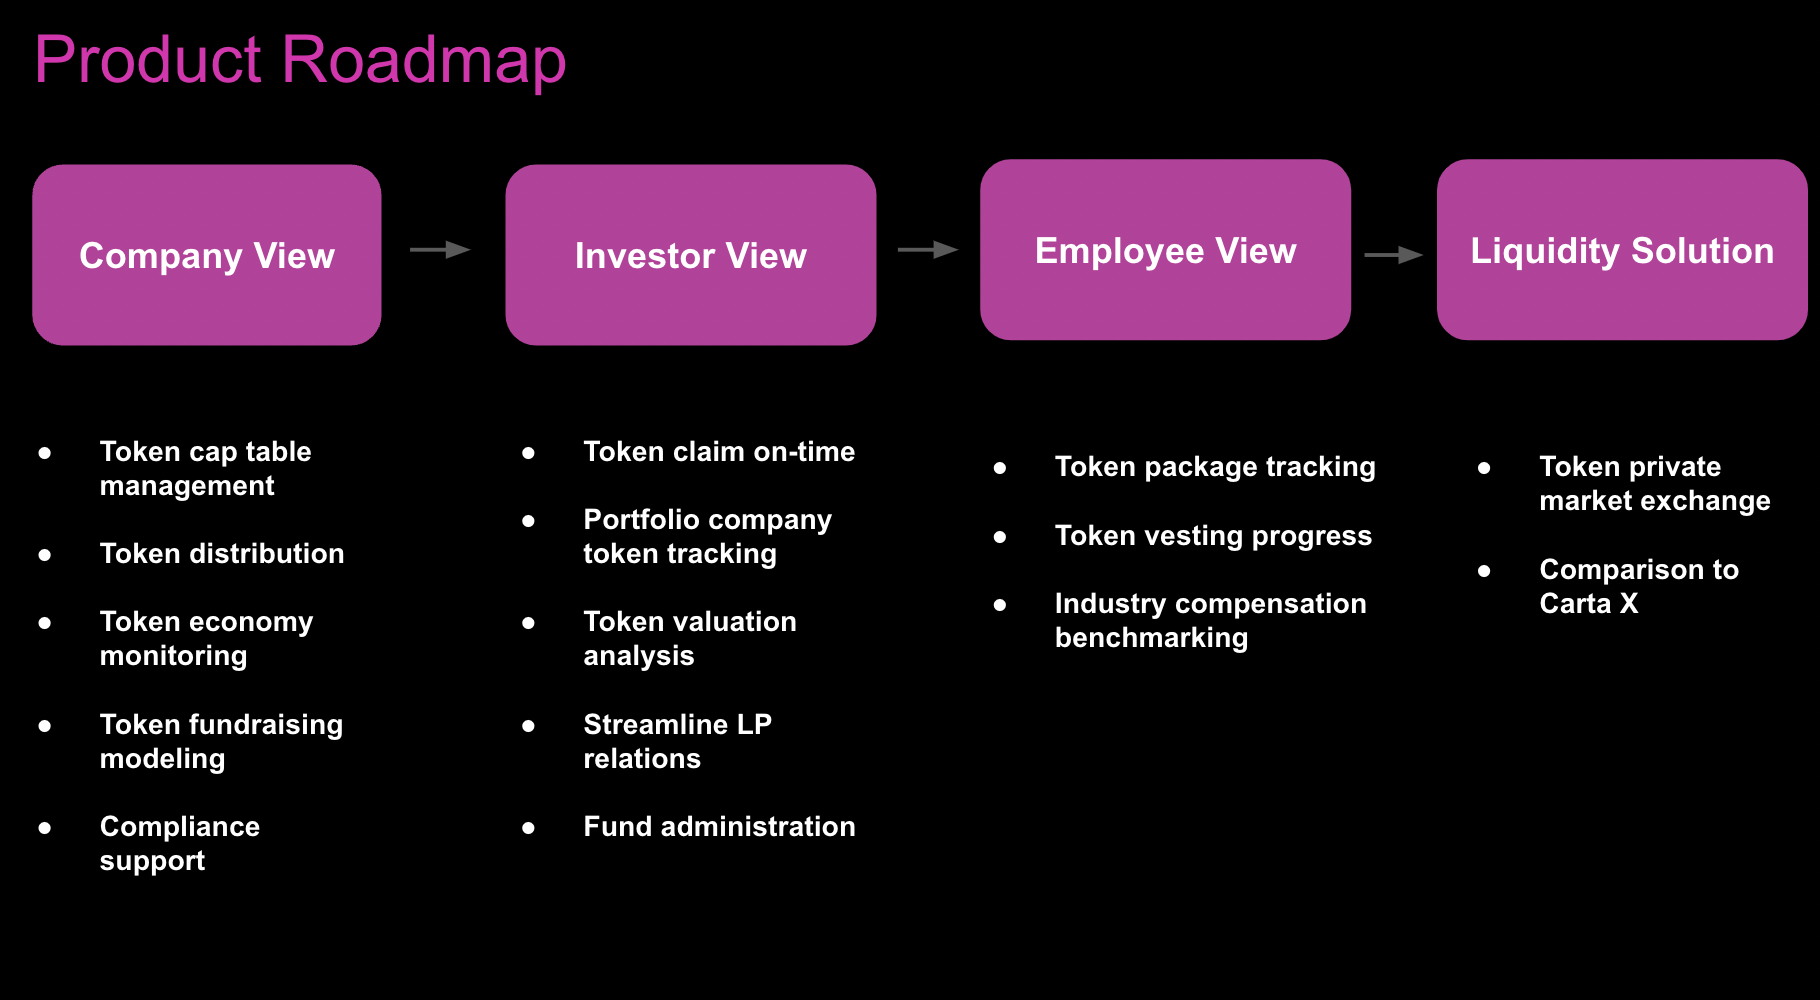 Product Roadmap
Company View
Investor View
Employee View
Liquidity Solution
● Token cap table
management
● Token distribution
● Token economy
monitoring
● Token fundraising
modeling
● Compliance
support
● Token claim on-time
● Portfolio company
token tracking
● Token valuation
analysis
● Streamline LP
relations
● Fund administration
● Token package tracking
● Token vesting progress
● Industry compensation
benchmarking
● Token private
market exchange
● Comparison to
Carta X